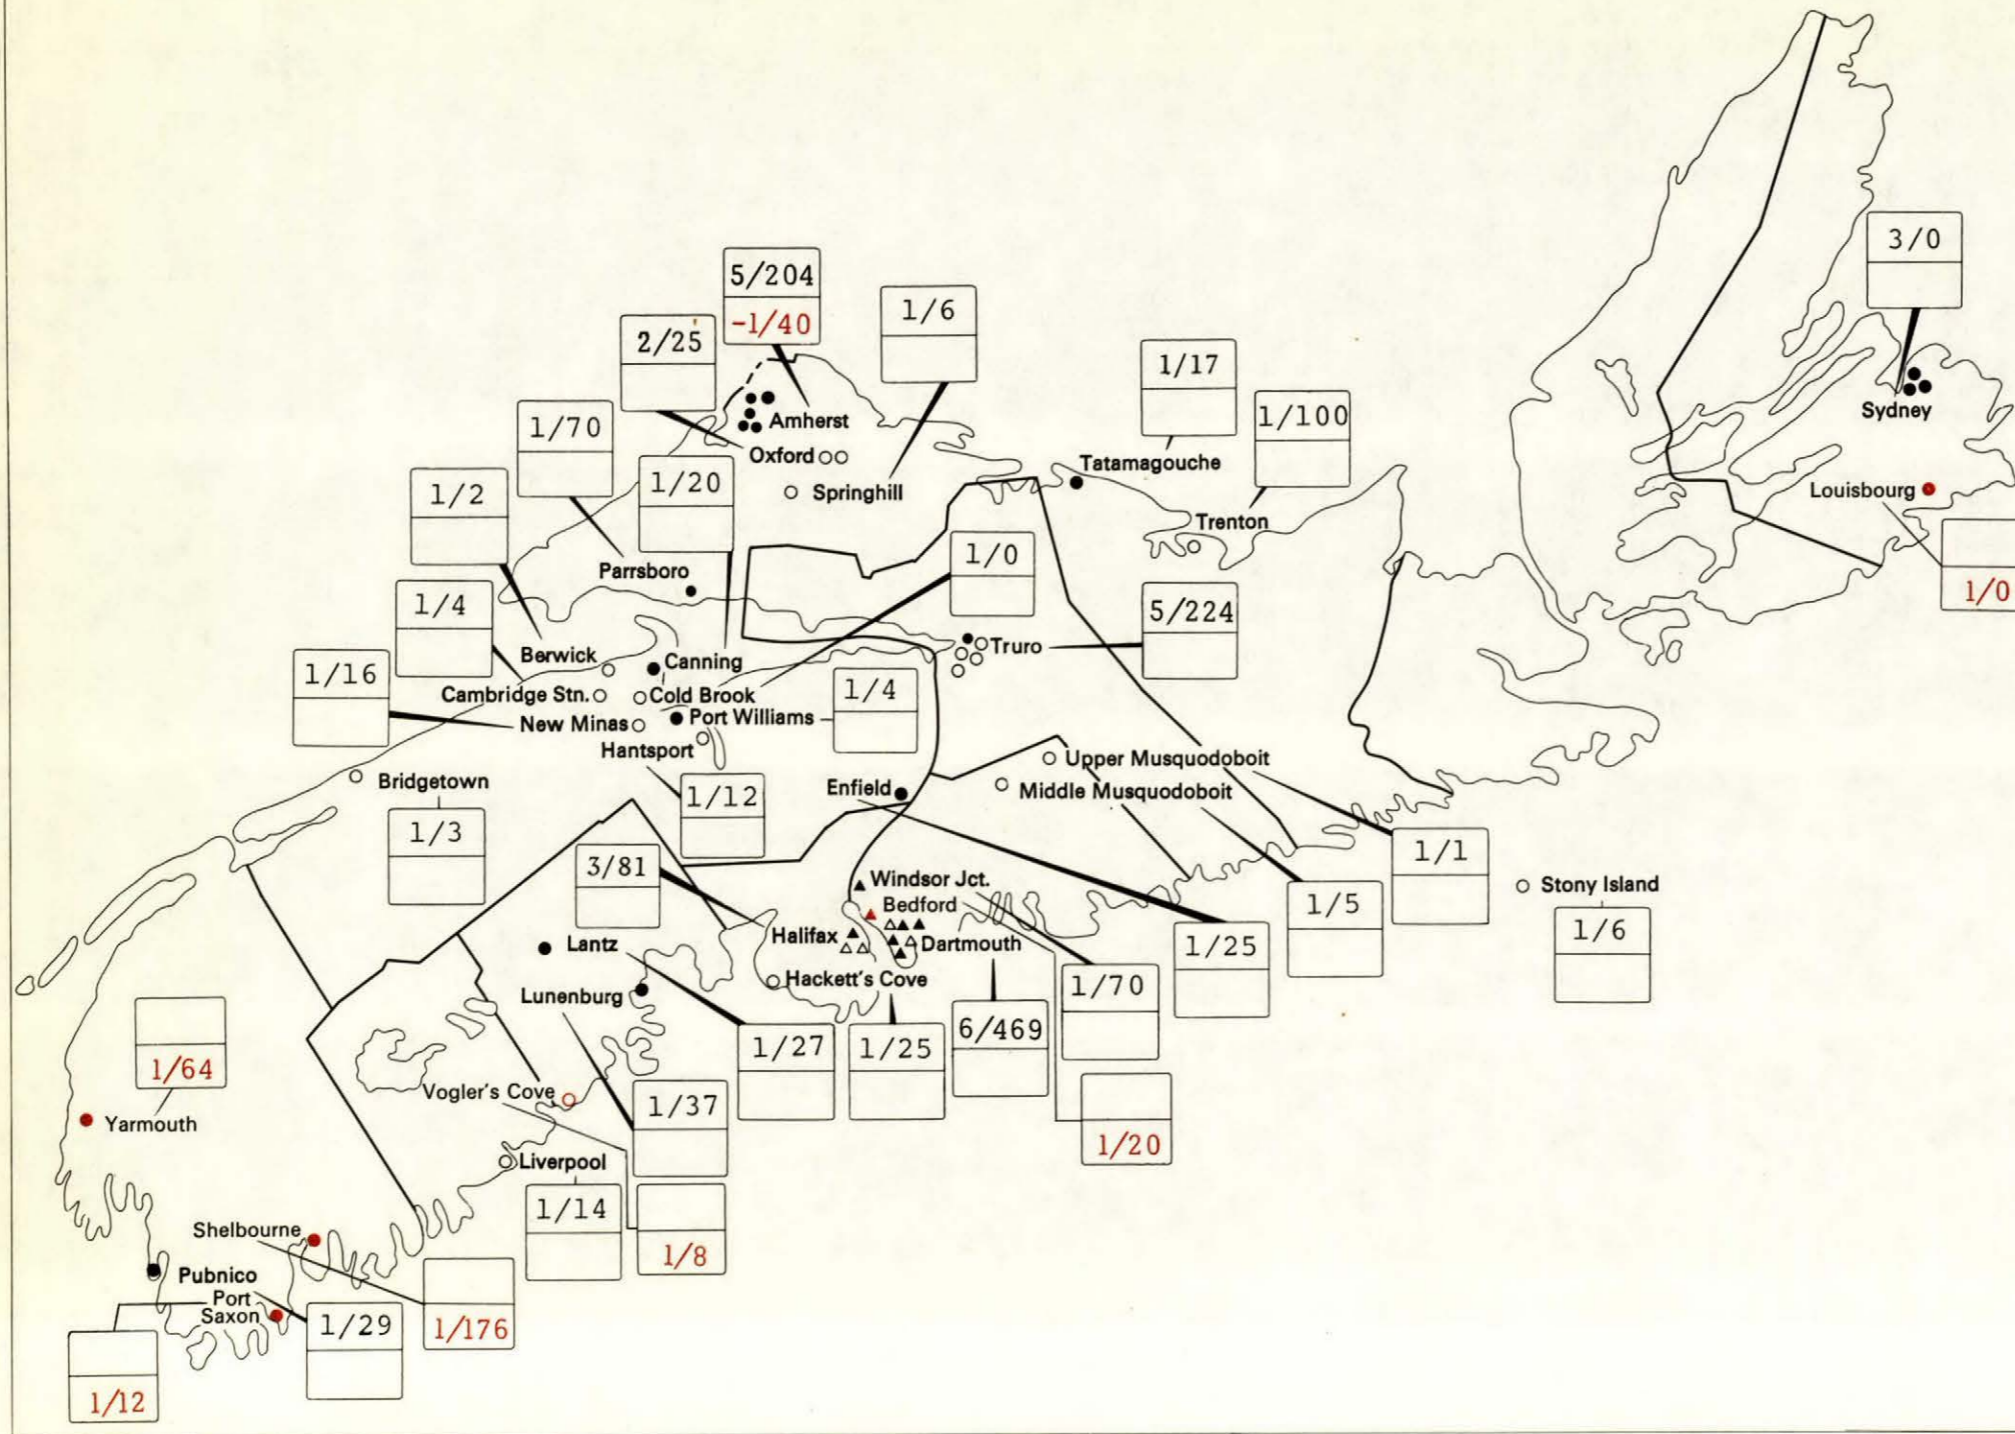 3/0
Sydney
Louisbourg
1/0
5/204
-1/40
Amherst
2/25
Oxford
1/6
Springhill
1/17
Tatamagouche
1/100
Trenton
1/70
Parrsboro
1/20
Canning
1/2
Berwick
1/4
Cambridge Stn.
1/0
Cold Brook
5/224
Truro
1/16
New Minas
Port Williams
1/4
Hantsport
1/12
Bridgetown
1/3
Enfield
1/25
Upper Musquodoboit
1/1
Middle Musquodoboit
1/5
Stony Island
1/6
3/81
Halifax
Windsor Jct.
1/70
Bedford
1/20
Dartmouth
6/469
Hackett's Cove
1/25
Lantz
1/27
Lunenburg
1/37
Vogler's Cove
1/8
Liverpool
1/14
1/64
Yarmouth
Shelbourne
1/176
Pubnico
1/29
Port
Saxon
1/12